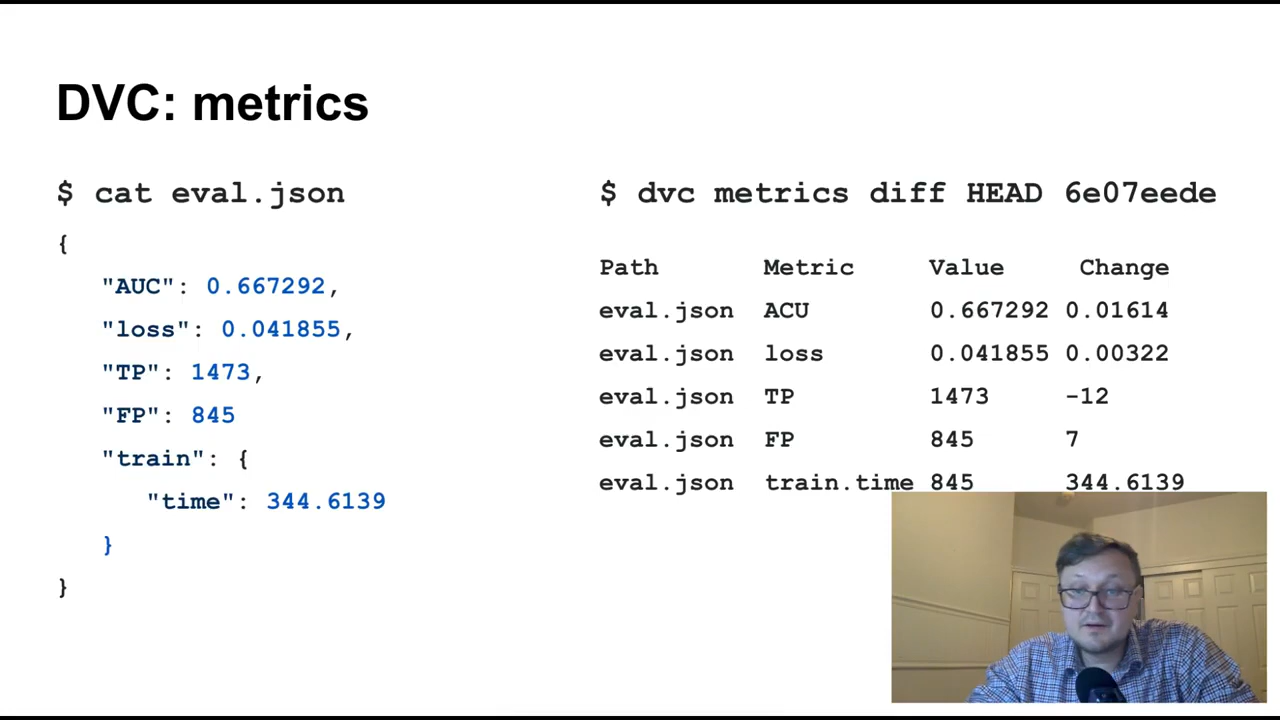 DVC: metrics
$ cat eval.json
{
"AUC": 0.667292,
"loss": 0.041855,
"TP": 1473,
"FP": 845
"train": {
"time": 344.6139
}
}
$ dvc metrics diff HEAD 6e07eede
Path Metric Value Change
eval.json ACU 0.667292 0.01614
eval.json loss 0.041855 0.00322
eval.json TP 1473 -12
eval.json FP 845 7
eval.json train.time 845 344.6139